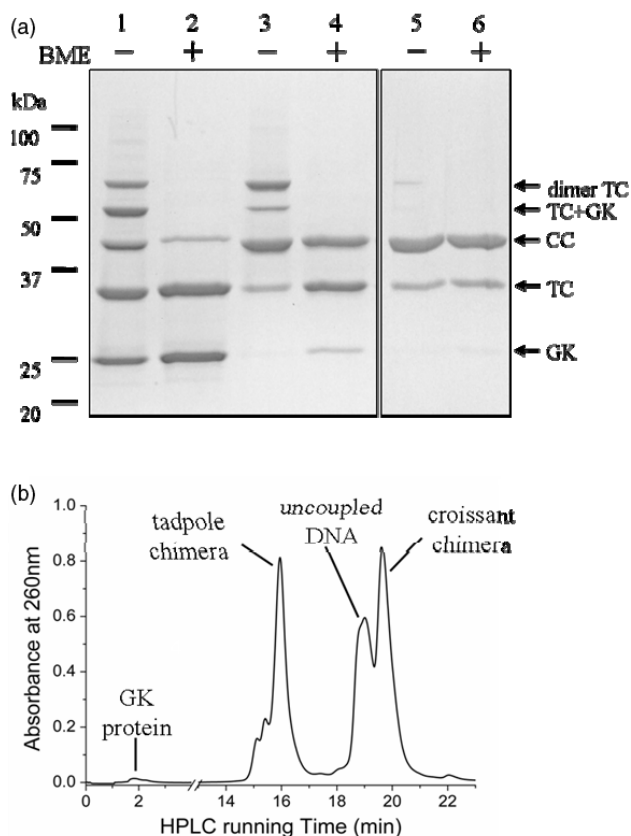 (a)
1 2 3 4 5 6
BME − + − + − +
kDa
100
75 dimer TC
TC+GK
50 CC
37 TC
25 GK
20
(b)
Absorbance at 260nm
1.0
0.8
0.6
0.4
0.2
0.0
tadpole
chimera
uncoupled
DNA
croissant
chimera
GK
protein
0 2 14 16 18 20 22
HPLC running Time (min)